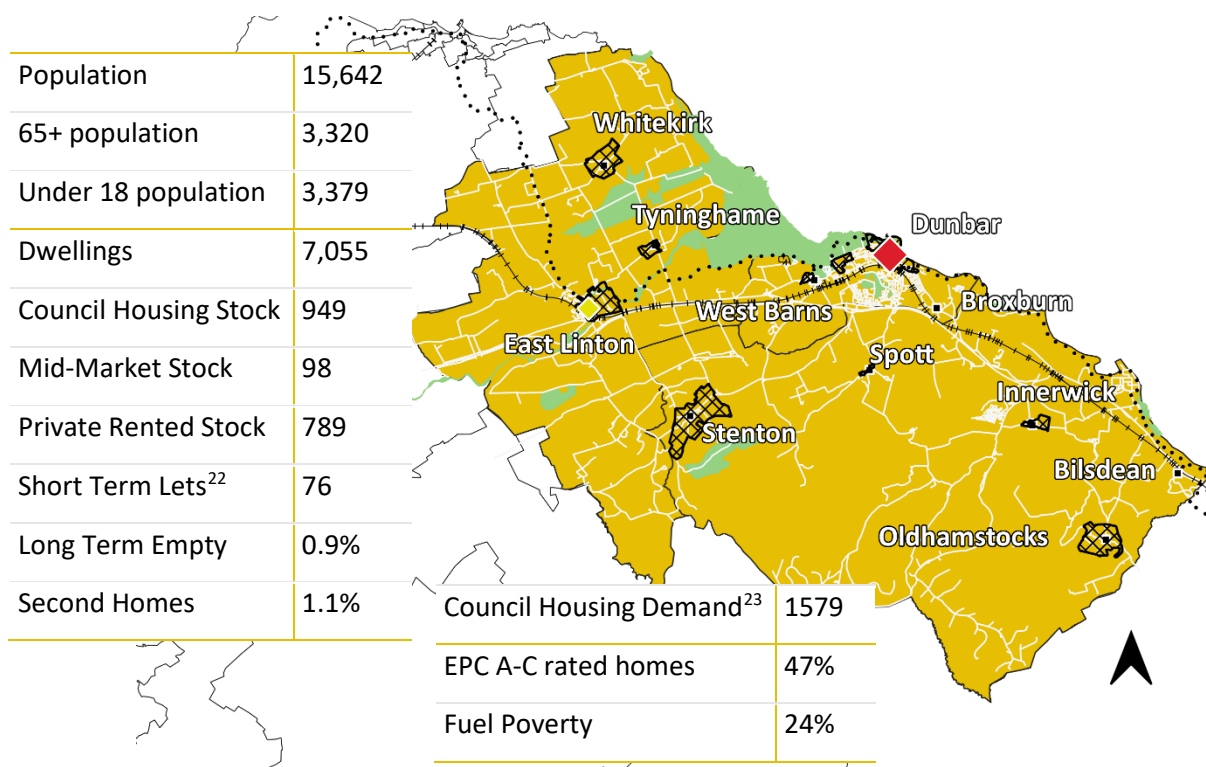 Population 15,642
65+ population 3,320
Under 18 population 3,379
Dwellings 7,055
Council Housing Stock 949
Mid-Market Stock 98
Private Rented Stock 789
Short Term Lets22 76
Long Term Empty 0.9%
Second Homes 1.1%
Council Housing Demand23 1579
EPC A-C rated homes 47%
Fuel Poverty 24%
Whitekirk
Tyninghame
Dunbar
West Barns
Broxburn
East Linton
Spott
Innerwick
Stenton
Bilsdean
Oldhamstocks